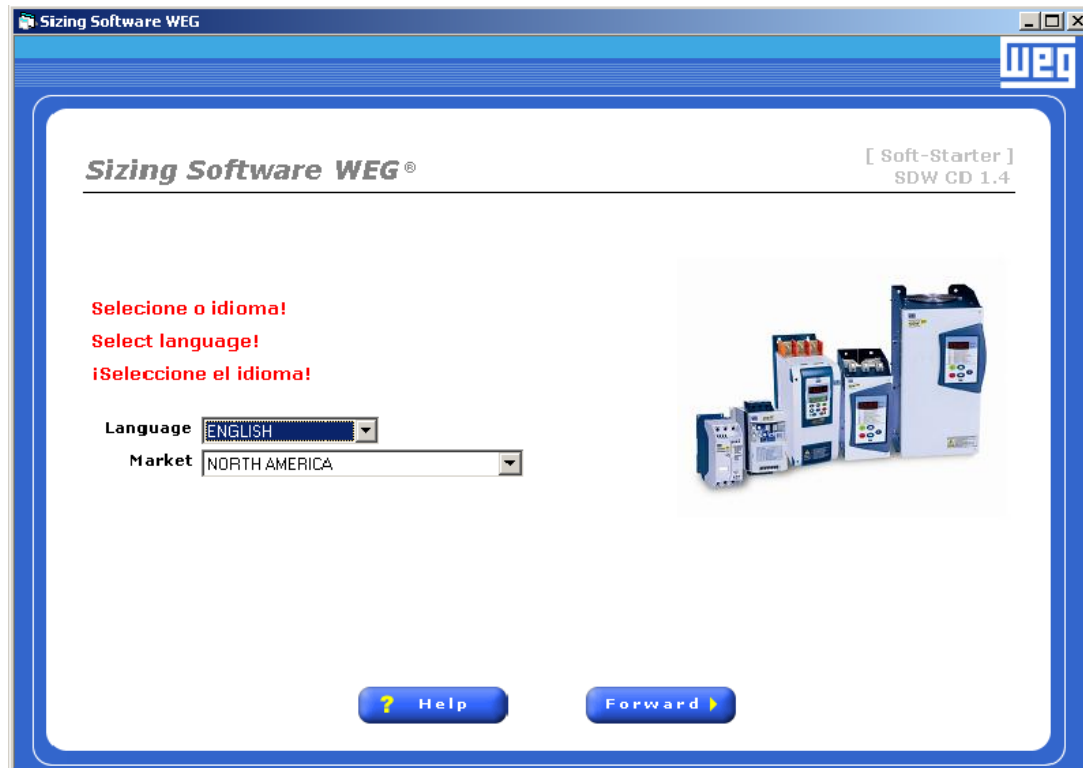 Sizing Software WEG
weg
Sizing Software WEG ®
[ Soft-Starter ]
SDW CD 1.4
Selecione o idioma!
Select language!
¡Seleccione el idioma!
Language ENGLISH
Market NORTH AMERICA
? Help
Forward